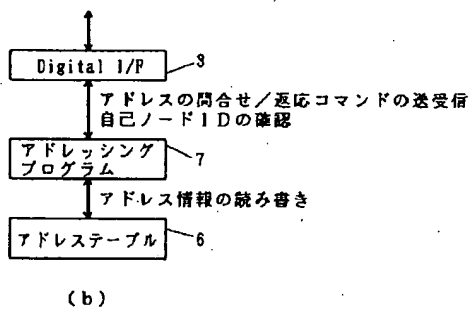 Digital I/F
3
アドレスの問合せ/返応コマンドの送受信
自己ノードIDの確認
アドレッシング
プログラム
7
アドレス情報の読み書き
アドレステーブル
6
(b)